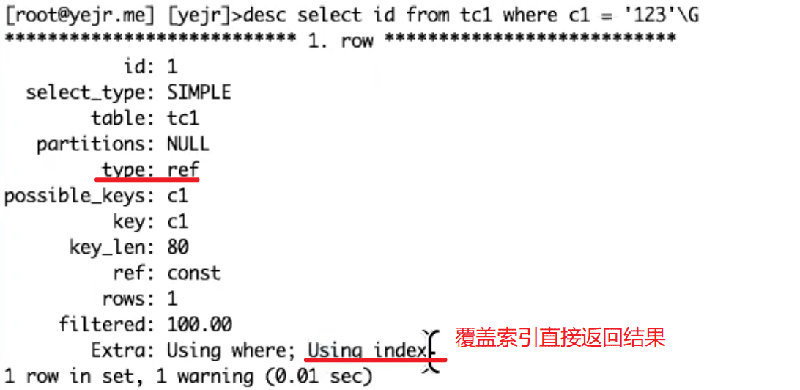 [root@yejr.me] [yejr]>desc select id from tc1 where c1 = '123'\G
*************************** 1. row ***************************
id: 1
select_type: SIMPLE
table: tc1
partitions: NULL
type: ref
possible_keys: c1
key: c1
key_len: 80
ref: const
rows: 1
filtered: 100.00
Extra: Using where; Using index
覆盖索引直接返回结果
1 row in set, 1 warning (0.01 sec)